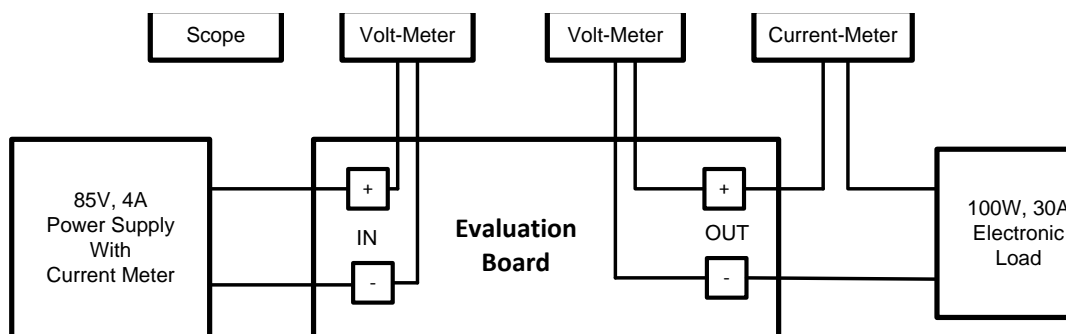 Scope
Volt-Meter
Volt-Meter
Current-Meter
85V, 4A
Power Supply
With
Current Meter
+
IN
-
Evaluation
Board
+
OUT
-
100W, 30A
Electronic
Load